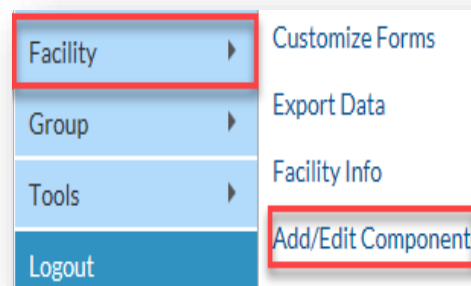 Facility
Group
Tools
Logout
Customize Forms
Export Data
Facility Info
Add/Edit Component